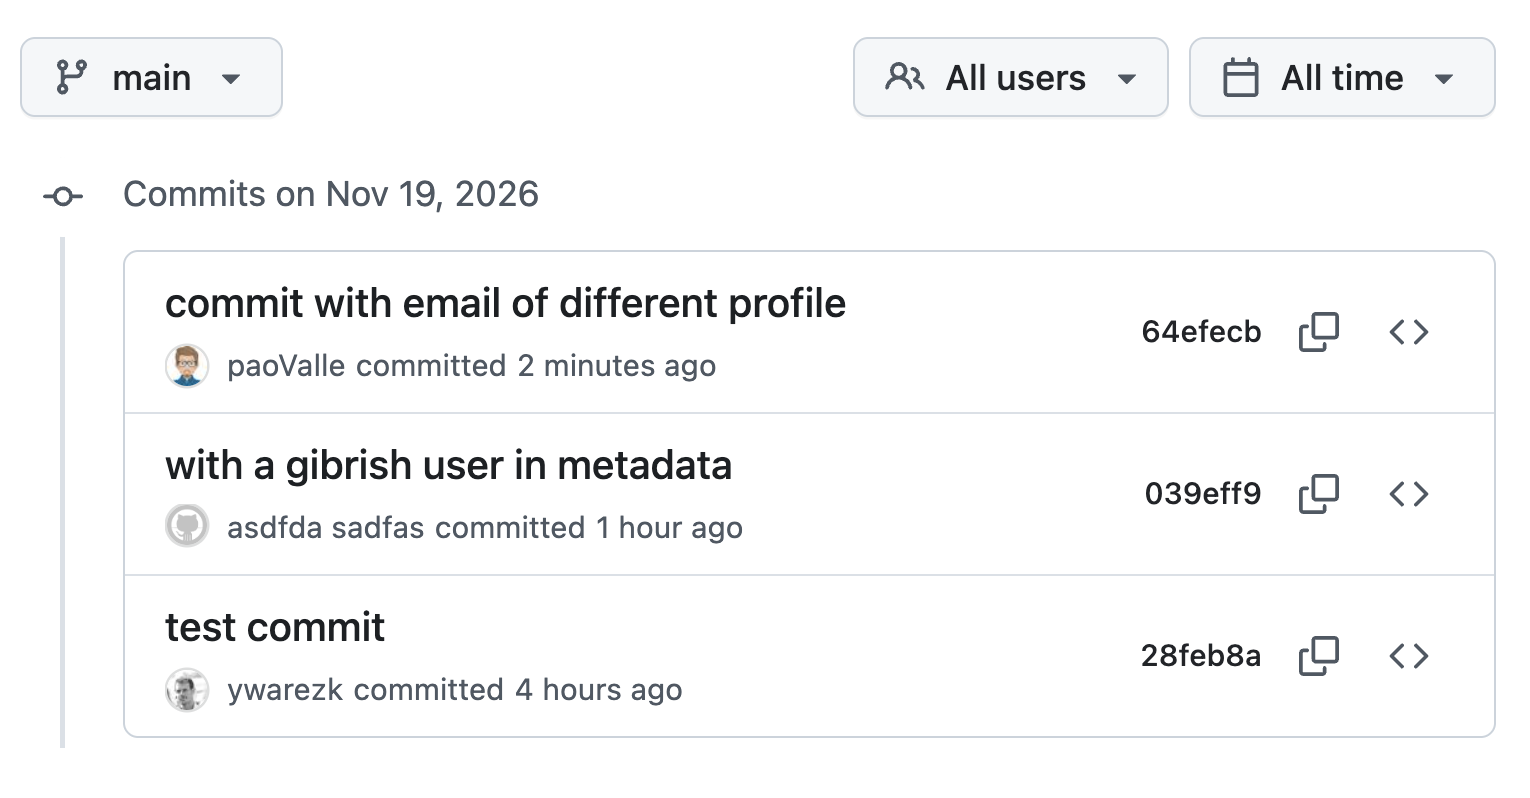 main
All users
All time
Commits on Nov 19, 2026
commit with email of different profile
paoValle committed 2 minutes ago
64efecb
with a gibrish user in metadata
asdfda sadfas committed 1 hour ago
039eff9
test commit
ywarezk committed 4 hours ago
28feb8a